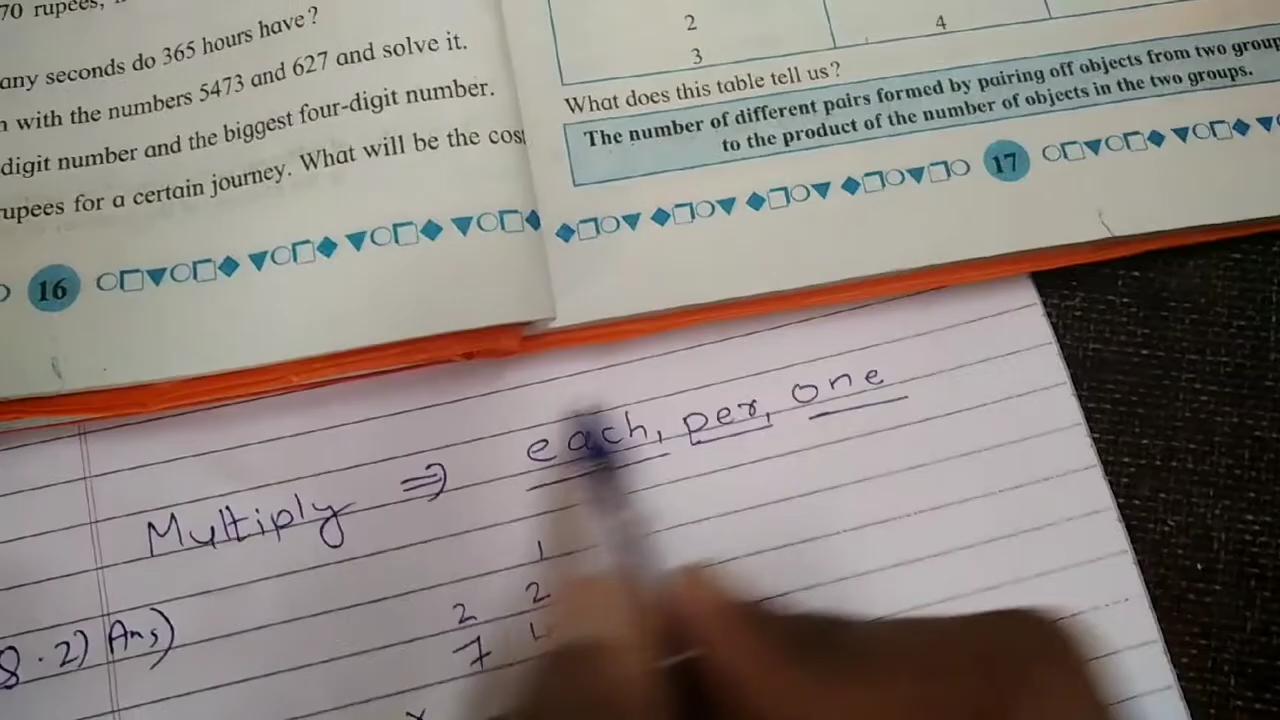 70 rupees,
any seconds do 365 hours have?
with the numbers 5473 and 627 and solve it.
digit number and the biggest four-digit number.
upees for a certain journey. What will be the cos
16
2
4
3
What does this table tell us?
The number of different pairs formed by pairing off objects from two group
to the product of the number of objects in the two groups.
17
Multiply ⇒ each, per, one
8.2) Ans)
1
2 2
7